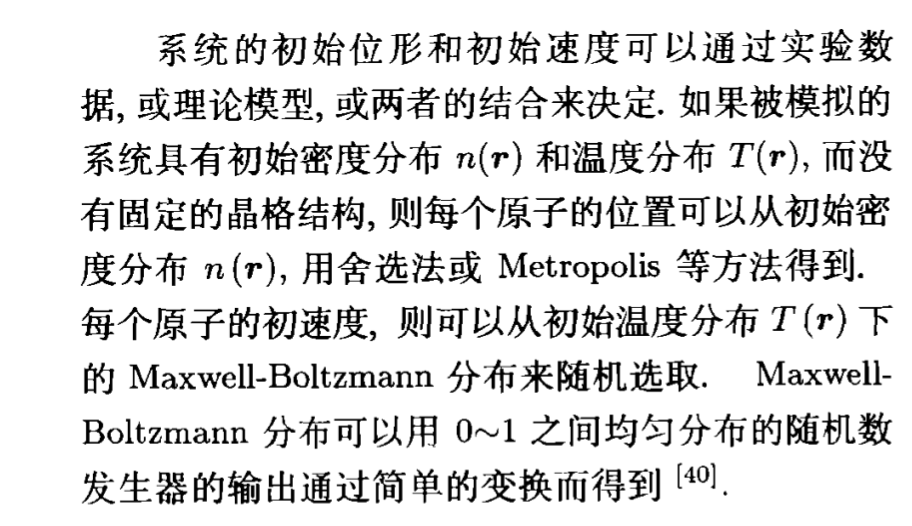 系统的初始位形和初始速度可以通过实验数
据, 或理论模型, 或两者的结合来决定. 如果被模拟的
系统具有初始密度分布 n(r) 和温度分布 T(r), 而没
有固定的晶格结构, 则每个原子的位置可以从初始密
度分布 n(r), 用舍选法或 Metropolis 等方法得到.
每个原子的初速度, 则可以从初始温度分布 T(r) 下
的 Maxwell-Boltzmann 分布来随机选取. Maxwell-
Boltzmann 分布可以用 0~1 之间均匀分布的随机数
发生器的输出通过简单的变换而得到 [40].